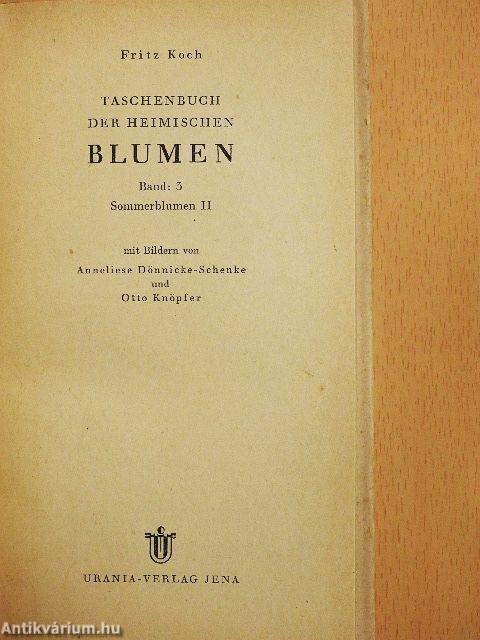 Fritz Koch
TASCHENBUCH
DER HEIMISCHEN
BLUMEN
Band: 3
Sommerblumen II
mit Bildern von
Anneliese Dönnicke-Schenke
und
Otto Knöpfer
URANIA-VERLAG JENA
Antikvárium.hu